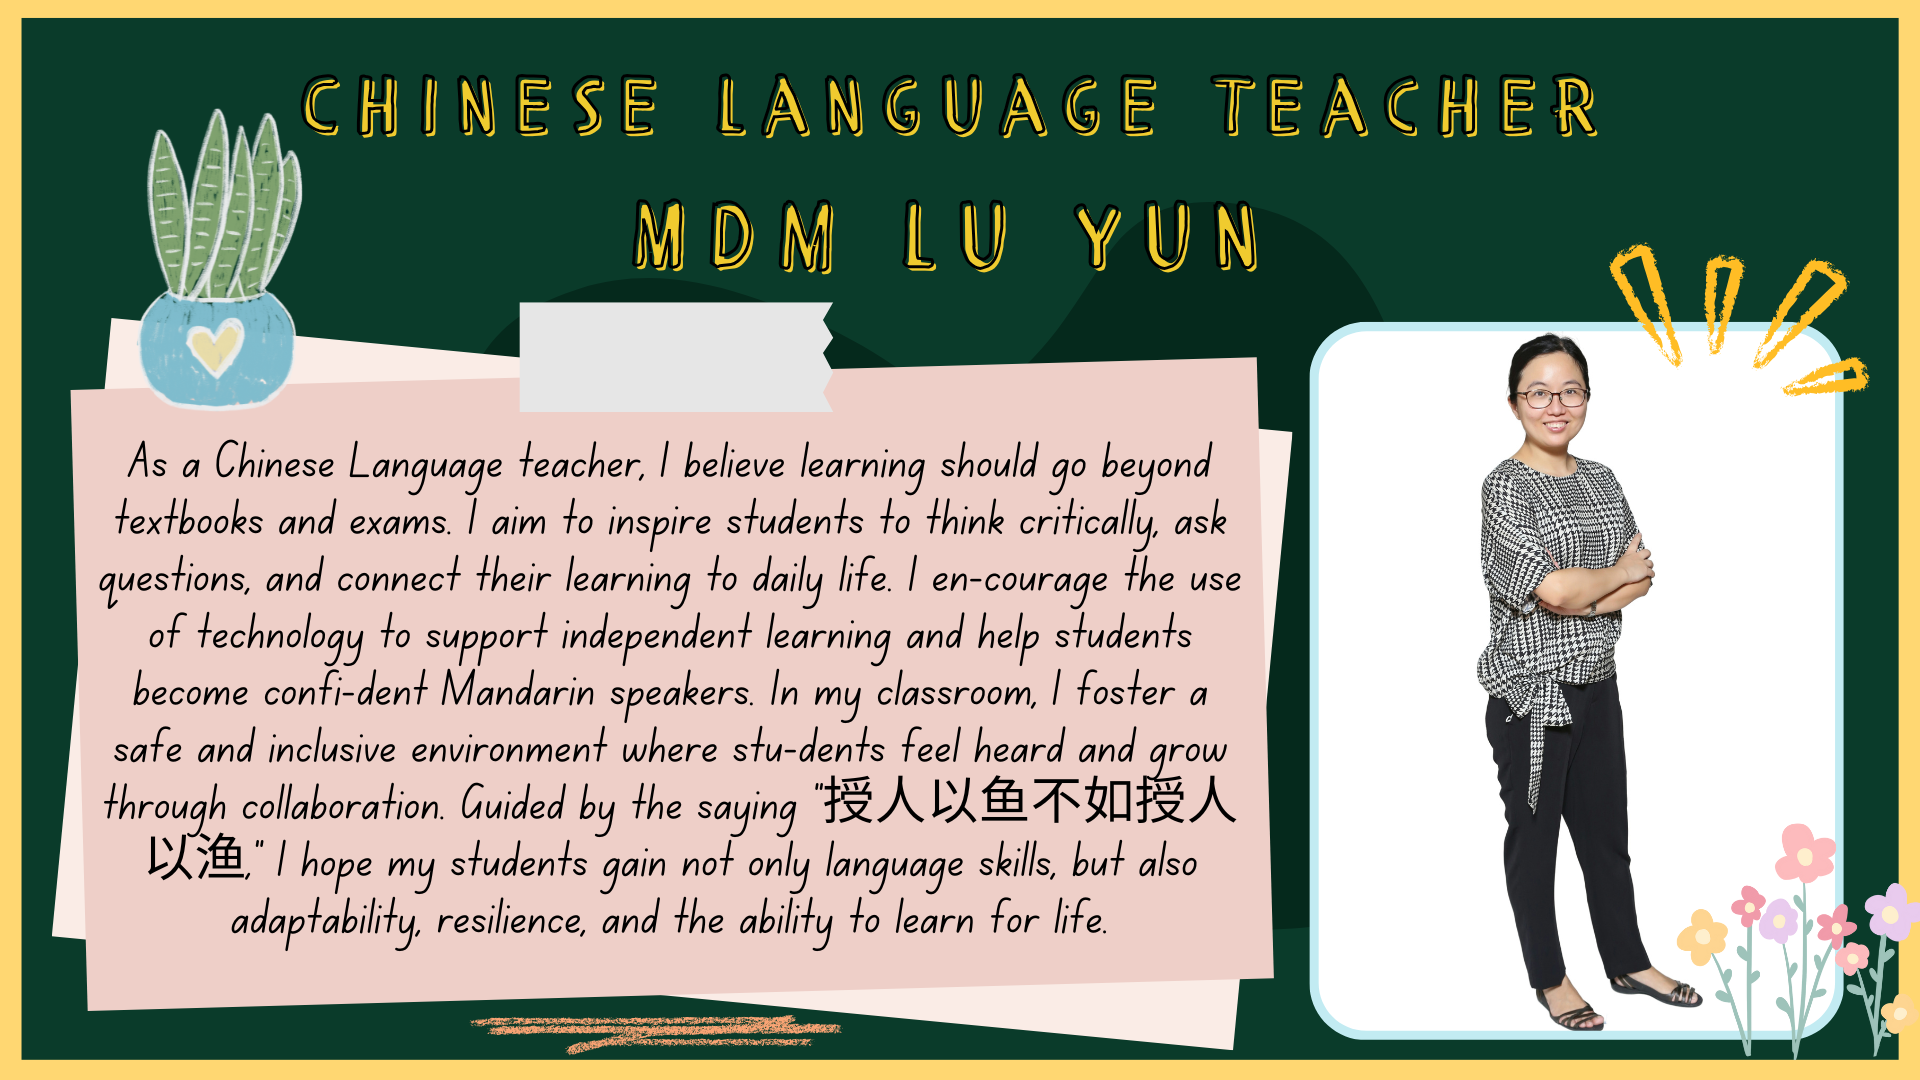 CHINESE LANGUAGE TEACHER
MDM LU YUN
As a Chinese Language teacher, I believe learning should go beyond
textbooks and exams. I aim to inspire students to think critically, ask
questions, and connect their learning to daily life. I en-courage the use
of technology to support independent learning and help students
become confi-dent Mandarin speakers. In my classroom, I foster a
safe and inclusive environment where stu-dents feel heard and grow
through collaboration. Guided by the saying "授人以鱼不如授人
以渔," I hope my students gain not only language skills, but also
adaptability, resilience, and the ability to learn for life.